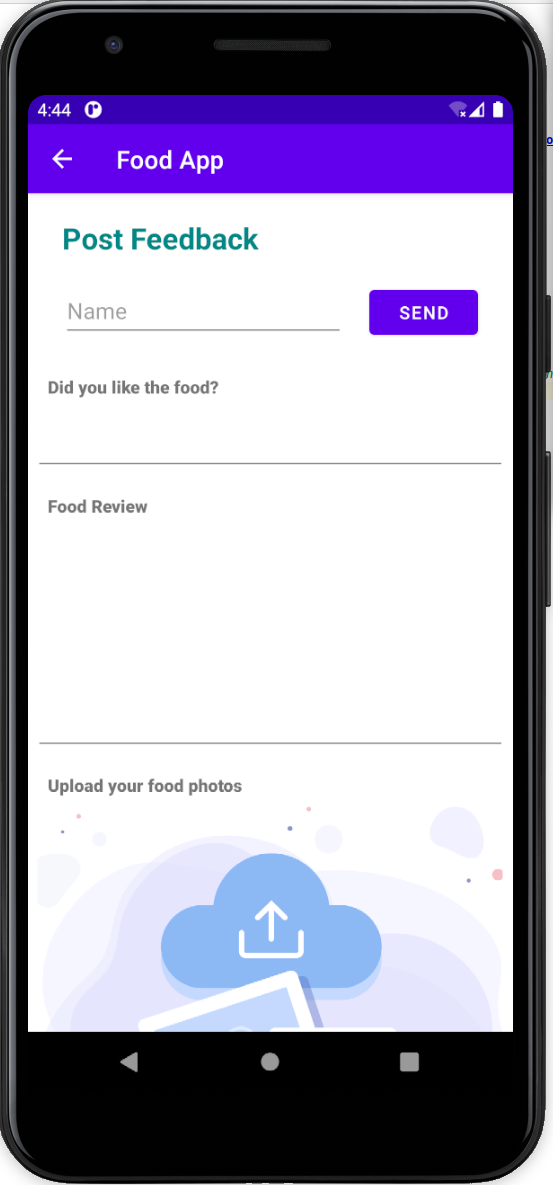 4:44
Food App
Post Feedback
Name
SEND
Did you like the food?
Food Review
Upload your food photos